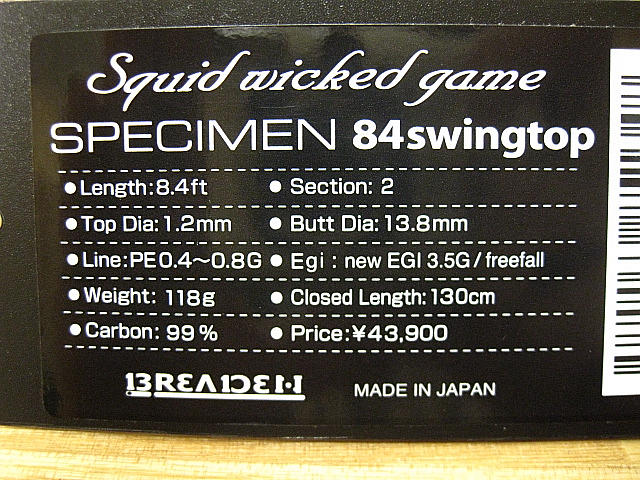 Squid wicked game
SPECIMEN 84swingtop
●Length:8.4ft ● Section: 2
●Top Dia:1.2mm ● Butt Dia:13.8mm
●Line:PE0.4～0.8G ● Egi : new EGI 3.5G/freefall
●Weight: 118g ● Closed Length:130cm
●Carbon: 99% ● Price:¥43,900
BREADEN MADE IN JAPAN